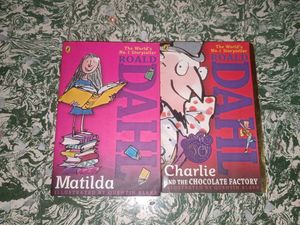 The World's
No.1 Storyteller
ROALD
DAHL
Matilda
ILLUSTRATED BY QUENTIN BLAKE
The World's
No.1 Storyteller
ROALD
DAHL
Charlie
AND THE CHOCOLATE FACTORY
ILLUSTRATED BY QUENTIN BLAKE